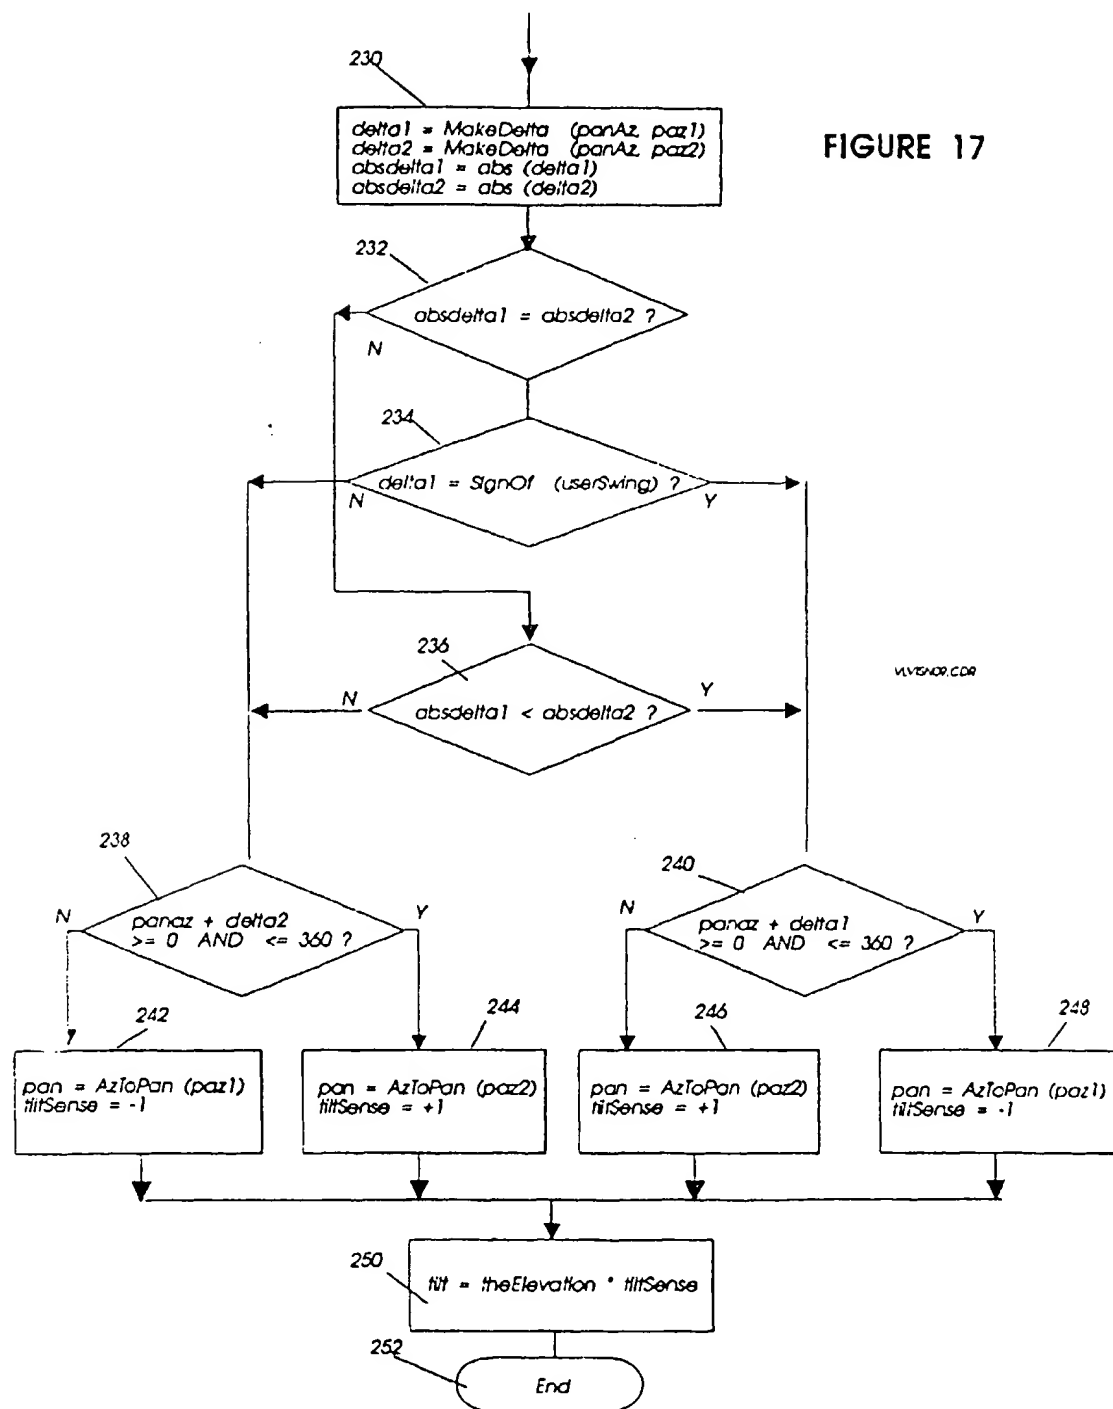 230
delta1 = MakeDelta (panAz, paz1)
delta2 = MakeDelta (panAz, paz2)
absdelta1 = abs (delta1)
absdelta2 = abs (delta2)
FIGURE 17
232
absdelta1 = absdelta2 ?
N
234
delta1 = SignOf (userSwing) ?
N
Y
236
absdelta1 < absdelta2 ?
N
Y
238
panaz + delta2
>= 0 AND <= 360 ?
N
Y
240
panaz + delta1
>= 0 AND <= 360 ?
N
Y
242
pan = AzToPan (paz1)
tiltSense = -1
244
pan = AzToPan (paz2)
tiltSense = +1
246
pan = AzToPan (paz2)
tiltSense = +1
248
pan = AzToPan (paz1)
tiltSense = -1
250
tilt = theElevation * tiltSense
252
End